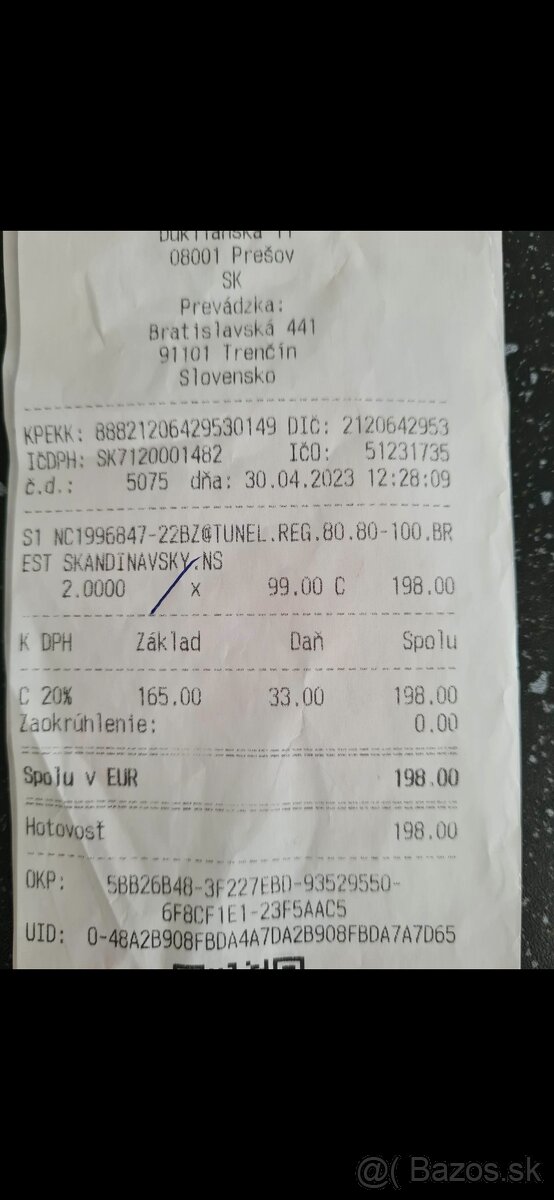 08001 Prešov
SK
Prevádzka:
Bratislavská 441
91101 Trenčín
Slovensko
KPEKK: 88821206429530149 DIČ: 2120642953
IČDPH: SK7120001482 IČO: 51231735
č.d.: 5075 dňa: 30.04.2023 12:28:09
S1 NC1996847-22BZ@TUNEL.REG.80.80-100.BR
EST SKANDINAVSKY.NS
2.0000 x 99.00 C 198.00
K DPH Základ Daň Spolu
C 20% 165.00 33.00 198.00
Zaokrúhlenie: 0.00
Spolu v EUR 198.00
Hotovosť 198.00
OKP: 5BB26B48-3F227EBD-93529550-
6F8CF1E1-23F5AAC5
UID: O-48A2B908FBDA4A7DA2B908FBDA7A7D65
@( Bazos.sk